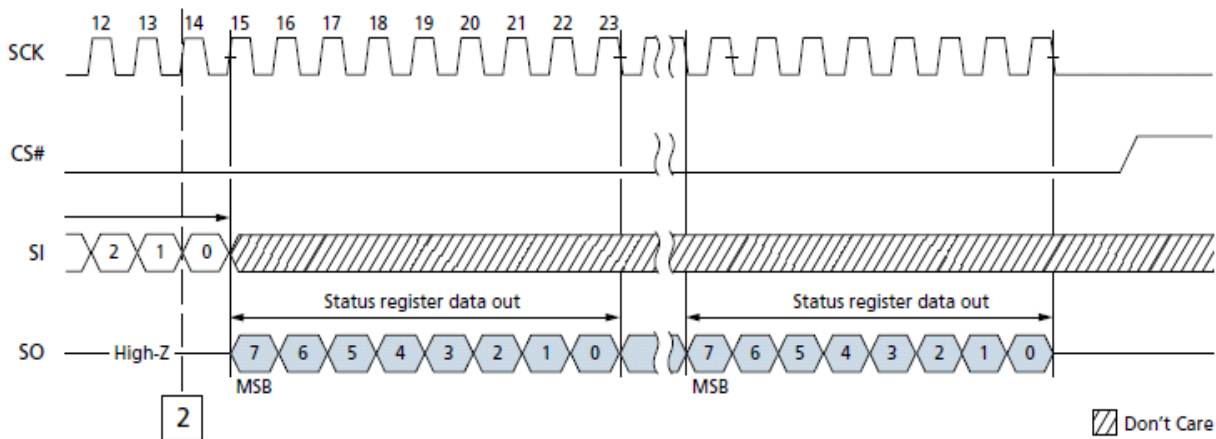 12 13 14 15 16 17 18 19 20 21 22 23
SCK
CS#
SI 2 1 0
Status register data out Status register data out
SO High-Z 7 6 5 4 3 2 1 0 7 6 5 4 3 2 1 0
MSB MSB
2
Don't Care